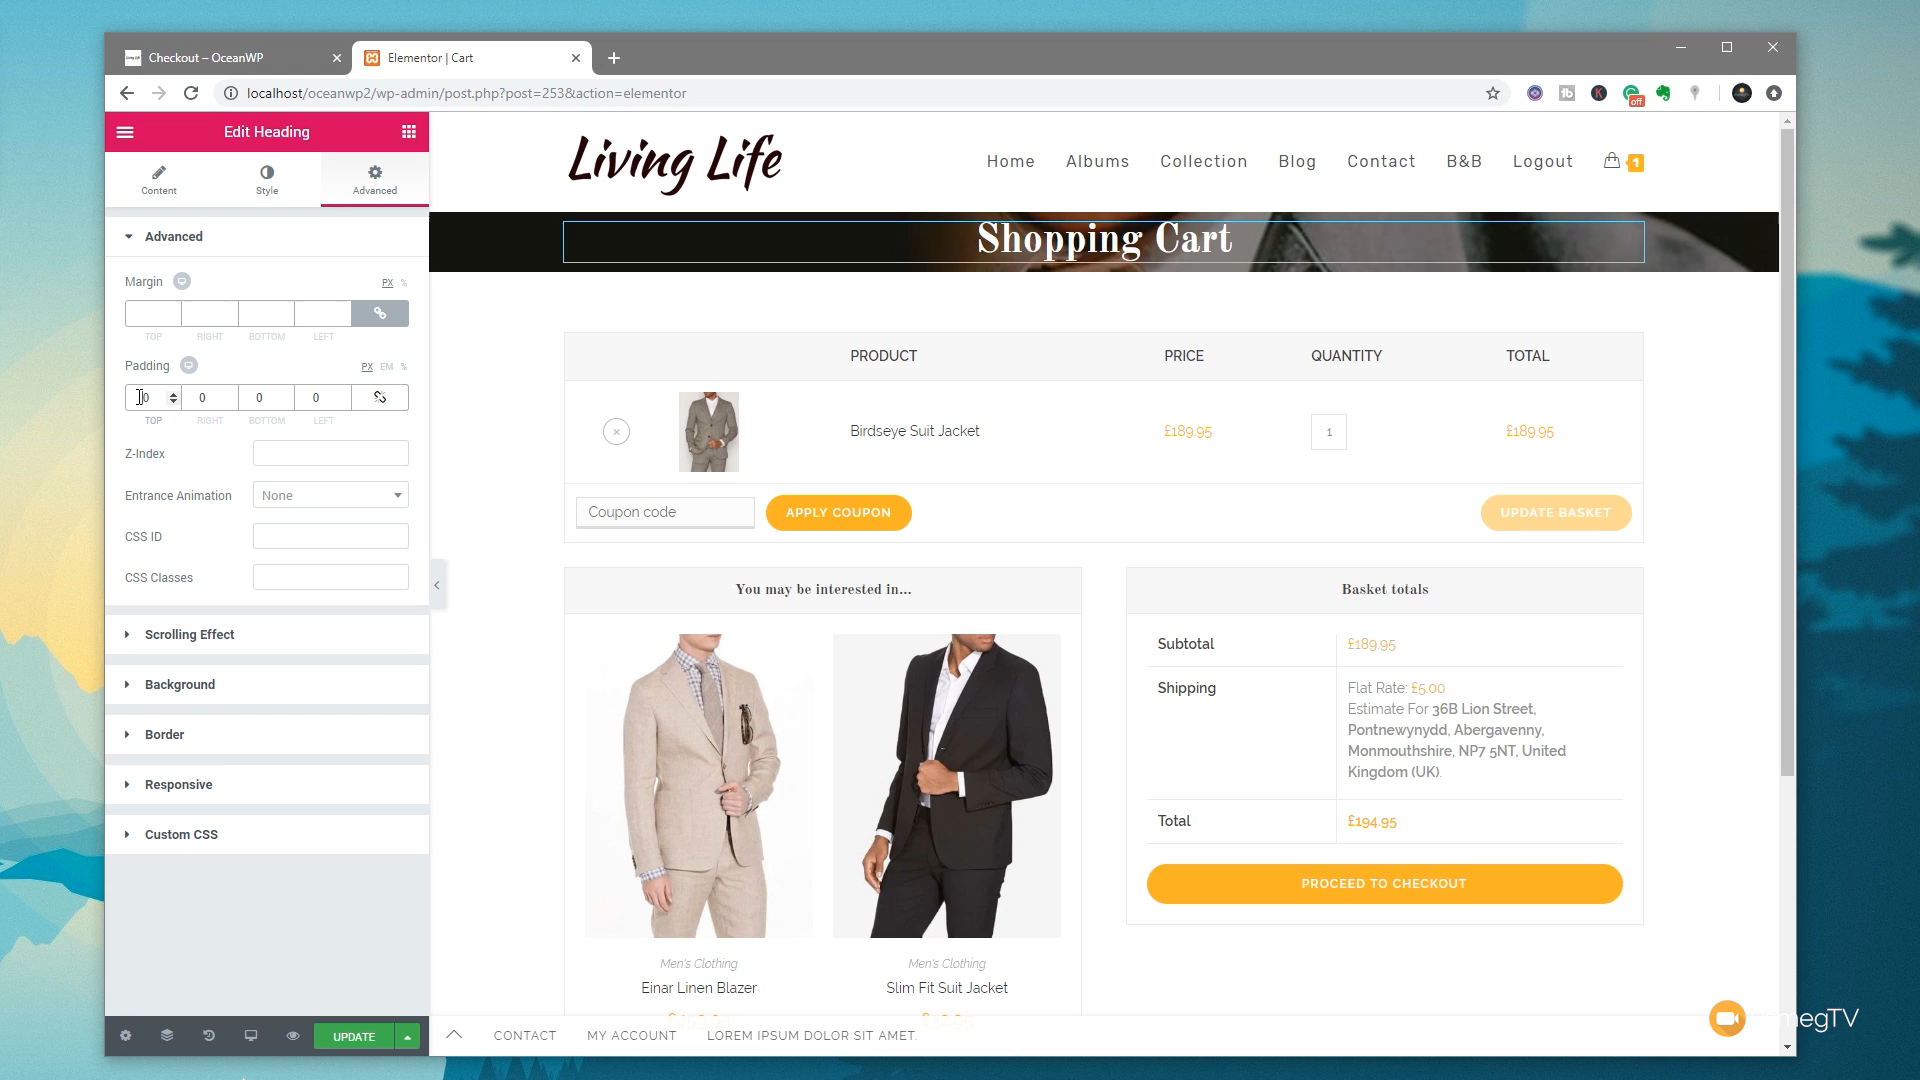 Checkout – OceanWP
Elementor | Cart
localhost/oceanwp2/wp-admin/post.php?post=253&action=elementor
off
Edit Heading
Content
Style
Advanced
Advanced
Margin
PX %
TOP RIGHT BOTTOM LEFT
Padding
PX EM %
0 0 0
TOP RIGHT BOTTOM LEFT
Z-Index
Entrance Animation None
CSS ID
CSS Classes
Scrolling Effect
Background
Border
Responsive
Custom CSS
UPDATE
Living Life
Home Albums Collection Blog Contact B&B Logout 1
Shopping Cart
PRODUCT PRICE QUANTITY TOTAL
Birdseye Suit Jacket £189.95 1 £189.95
Coupon code APPLY COUPON UPDATE BASKET
You may be interested in...
Men's Clothing
Einar Linen Blazer
Men's Clothing
Slim Fit Suit Jacket
Basket totals
Subtotal £189.95
Shipping Flat Rate: £5.00
Estimate For 36B Lion Street,
Pontnewynydd, Abergavenny,
Monmouthshire, NP7 5NT, United
Kingdom (UK).
Total £194.95
PROCEED TO CHECKOUT
CONTACT MY ACCOUNT LOREM IPSUM DOLOR SIT AMET.